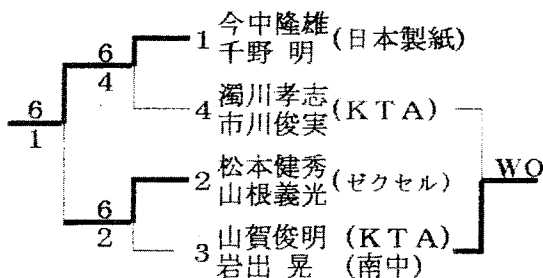 6
1
6
4
6
2
1 今中隆雄 千野 明 (日本製紙)
4 濁川孝志 市川俊実 (KTA)
2 松本健秀 山根義光 (ゼクセル)
3 山賀俊明 (KTA)
岩出 晃 (南中)
WO